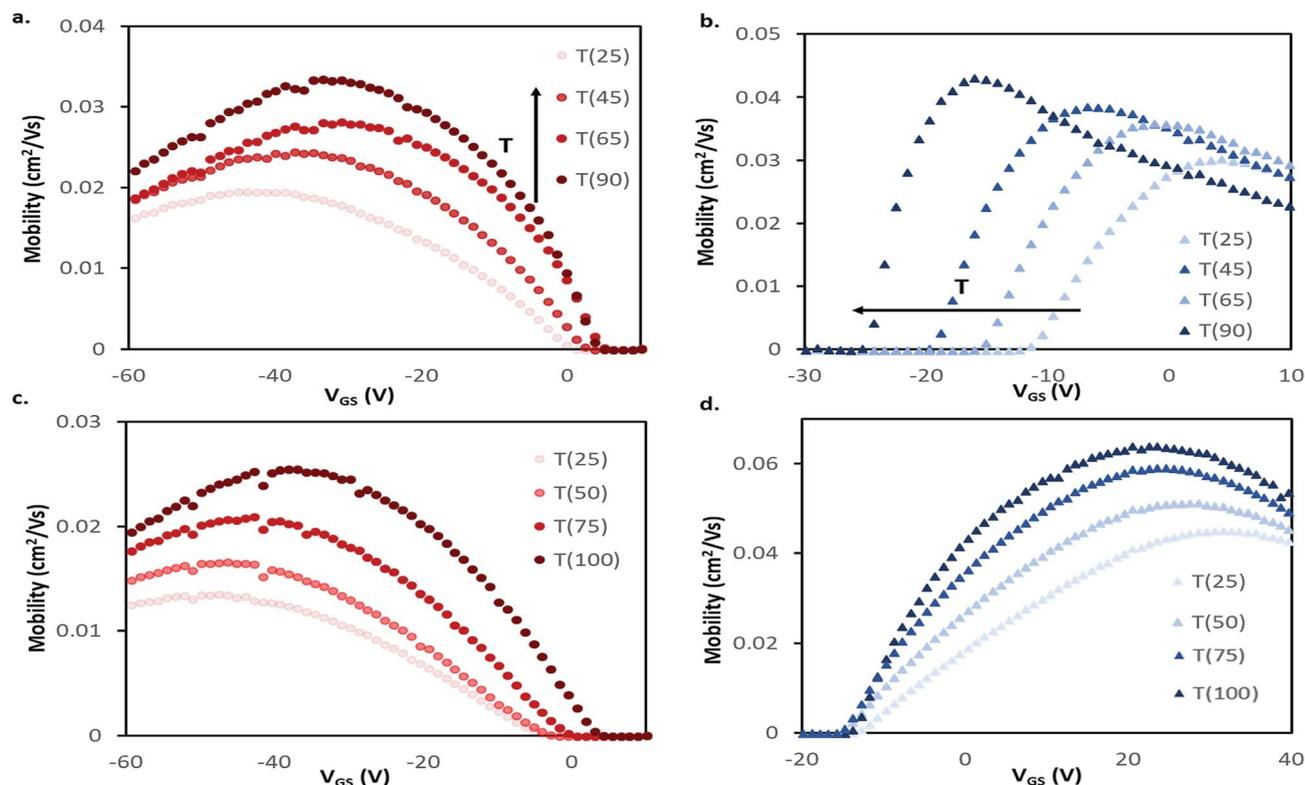 a.
Mobility (cm²/Vs)
0.04
0.03
0.02
0.01
0
-60
-40
-20
0
V_GS (V)
T(25)
T(45)
T(65)
T(90)
T
b.
Mobility (cm²/Vs)
0.05
0.04
0.03
0.02
0.01
0
-30
-20
-10
0
10
V_GS (V)
T(25)
T(45)
T(65)
T(90)
T
c.
Mobility (cm²/Vs)
0.03
0.02
0.01
0
-60
-40
-20
0
V_GS (V)
T(25)
T(50)
T(75)
T(100)
d.
Mobility (cm²/Vs)
0.06
0.04
0.02
0
-20
0
20
40
V_GS (V)
T(25)
T(50)
T(75)
T(100)